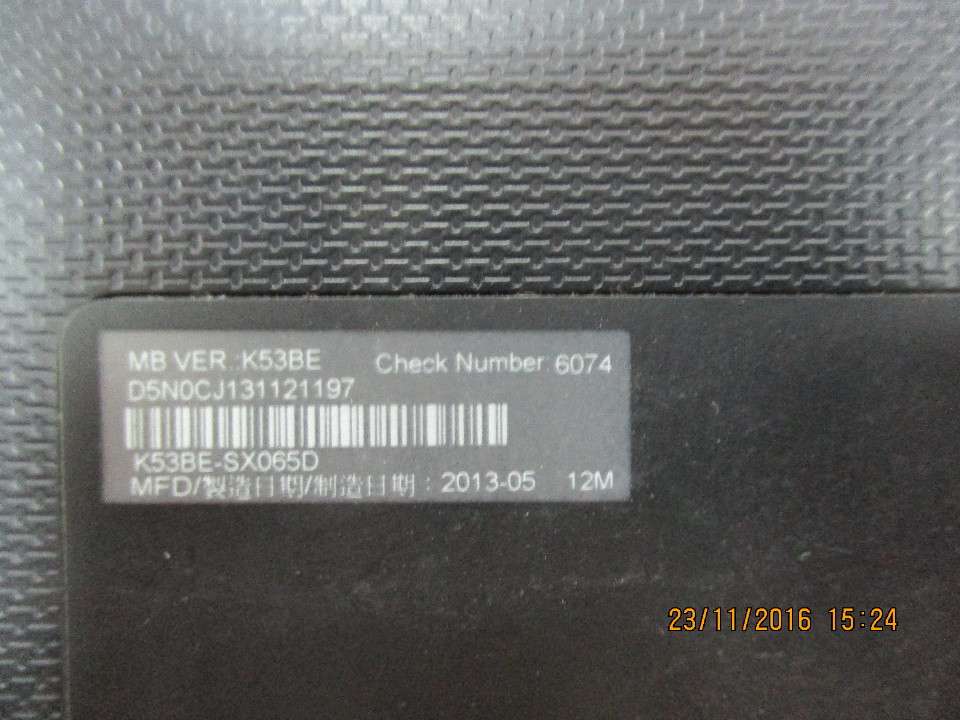 MB VER.:K53BE Check Number:6074
D5N0CJ131121197
K53BE-SX065D
MFD/製造日期/制造日期：2013-05 12M
23/11/2016 15:24